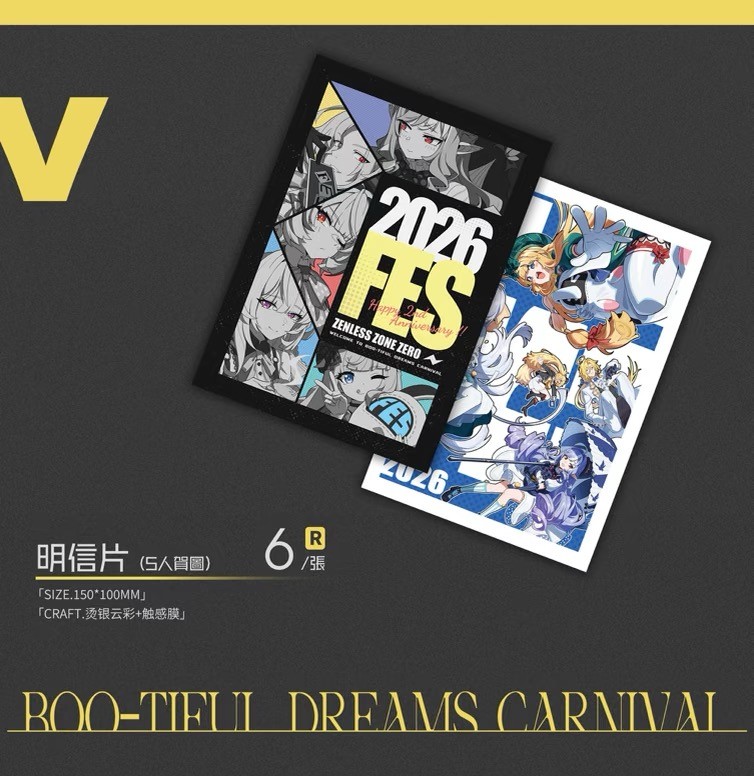 V
2026
FES
Happy 2nd
Anniversary!!
ZENLESS ZONE ZERO
WELCOME TO BOO-TIFUL DREAMS CARNIVAL
FES
2026
明信片 (5人賀圖)
6 R /張
「SIZE.150*100MM」
「CRAFT.烫银云彩+触感膜」
BOO-TIFUL DREAMS CARNIVAL